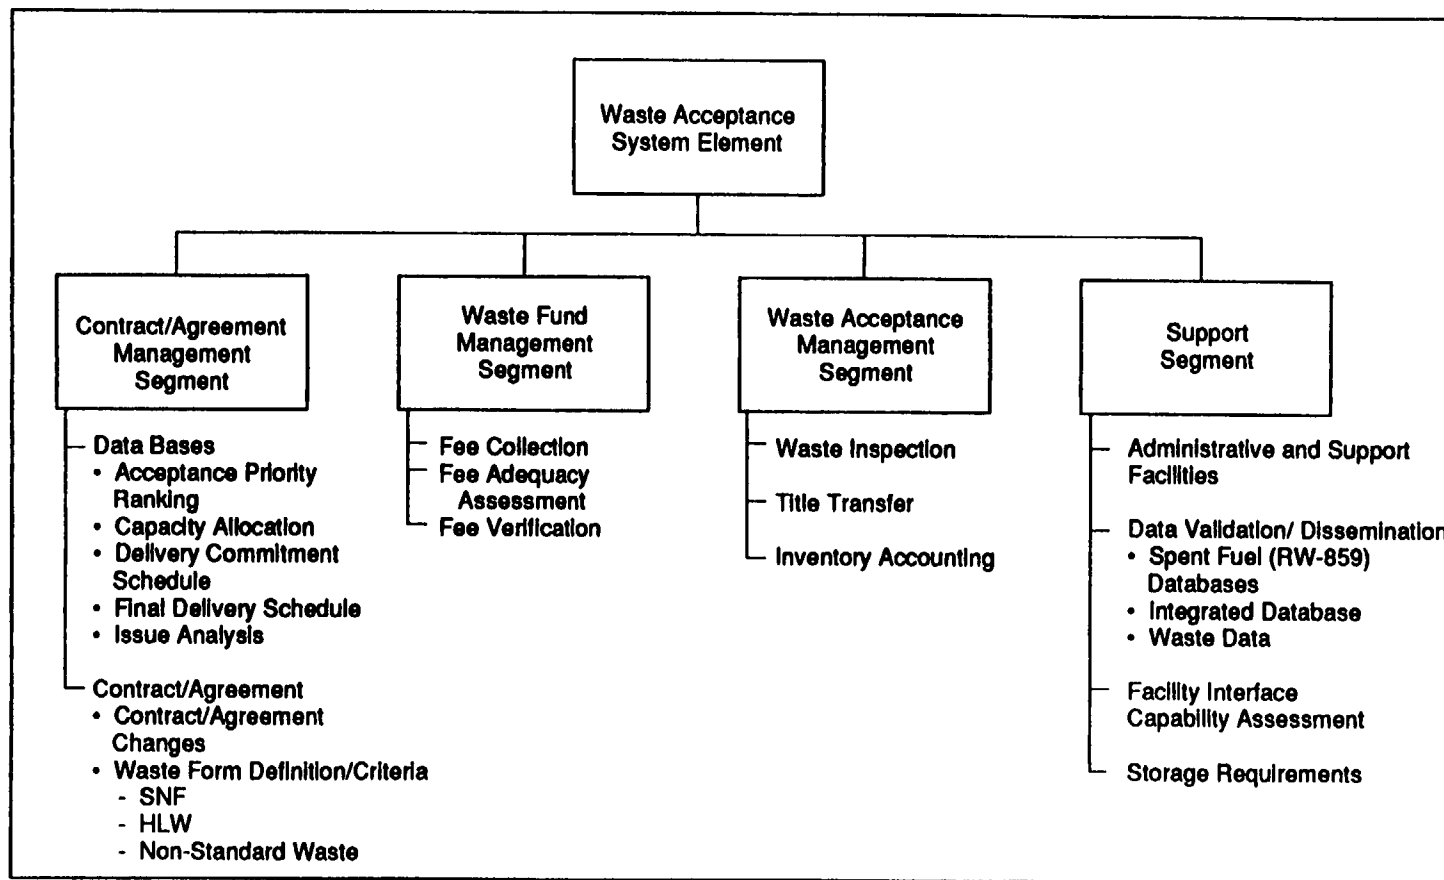 Waste Acceptance
System Element
Contract/Agreement
Management
Segment
Data Bases
• Acceptance Priority
Ranking
• Capacity Allocation
• Delivery Commitment
Schedule
• Final Delivery Schedule
• Issue Analysis
Contract/Agreement
• Contract/Agreement
Changes
• Waste Form Definition/Criteria
- SNF
- HLW
- Non-Standard Waste
Waste Fund
Management
Segment
Fee Collection
Fee Adequacy
Assessment
Fee Verification
Waste Acceptance
Management
Segment
Waste Inspection
Title Transfer
Inventory Accounting
Support
Segment
Administrative and Support
Facilities
Data Validation/ Dissemination
• Spent Fuel (RW-859)
Databases
• Integrated Database
• Waste Data
Facility Interface
Capability Assessment
Storage Requirements